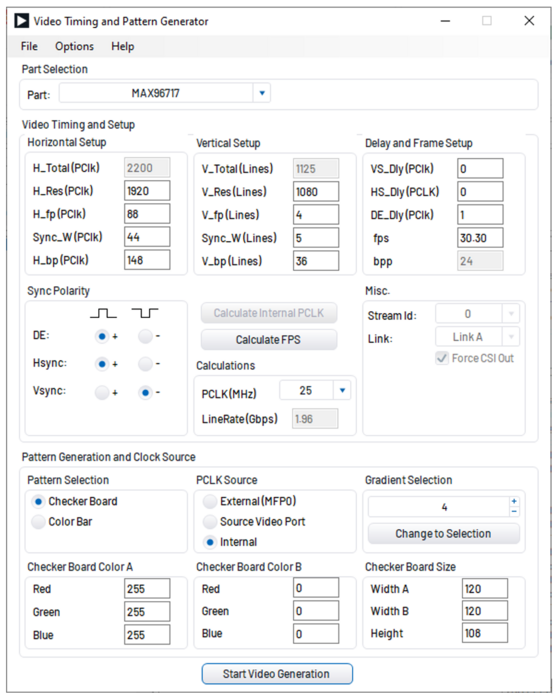 Video Timing and Pattern Generator
File Options Help
Part Selection
Part: MAX96717
Video Timing and Setup
Horizontal Setup
H_Total(PClk) 2200
H_Res(PClk) 1920
H_fp(PClk) 88
Sync_W(PClk) 44
H_bp(PClk) 148
Vertical Setup
V_Total(Lines) 1125
V_Res(Lines) 1080
V_fp(Lines) 4
Sync_W(Lines) 5
V_bp(Lines) 36
Delay and Frame Setup
VS_Dly(PClk) 0
HS_Dly(PCLK) 0
DE_Dly(PClk) 1
fps 30.30
bpp 24
Sync Polarity
DE: + -
Hsync: + -
Vsync: + -
Calculate Internal PCLK
Calculate FPS
Calculations
PCLK(MHz) 25
LineRate(Gbps) 1.96
Misc.
Stream Id: 0
Link: Link A
Force CSI Out
Pattern Generation and Clock Source
Pattern Selection
Checker Board
Color Bar
PCLK Source
External(MFP0)
Source Video Port
Internal
Gradient Selection
4 + -
Change to Selection
Checker Board Color A
Red 255
Green 255
Blue 255
Checker Board Color B
Red 0
Green 0
Blue 0
Checker Board Size
Width A 120
Width B 120
Height 108
Start Video Generation